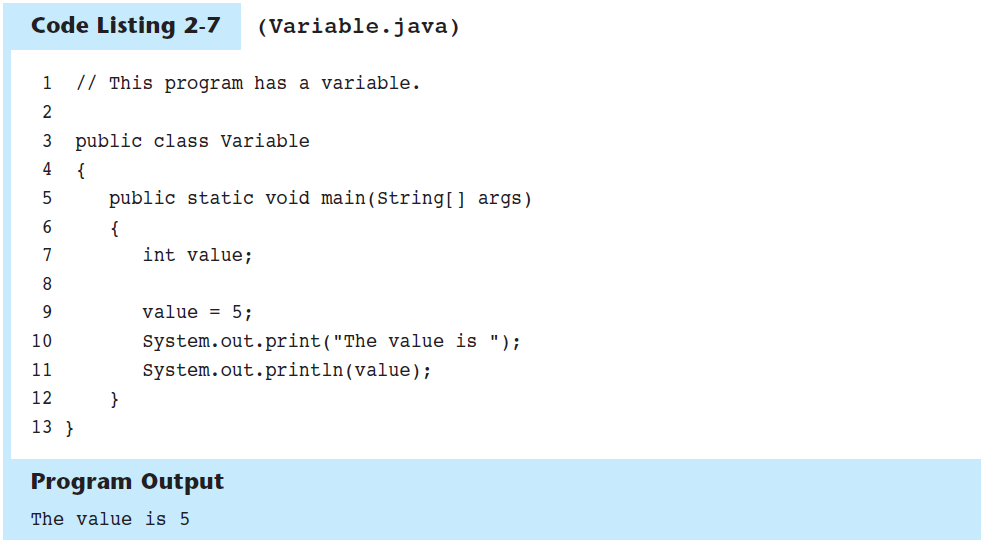 Code Listing 2-7 (Variable.java)
1 // This program has a variable.
2
3 public class Variable
4 {
5 public static void main(String[] args)
6 {
7 int value;
8
9 value = 5;
10 System.out.print("The value is ");
11 System.out.println(value);
12 }
13 }
Program Output
The value is 5